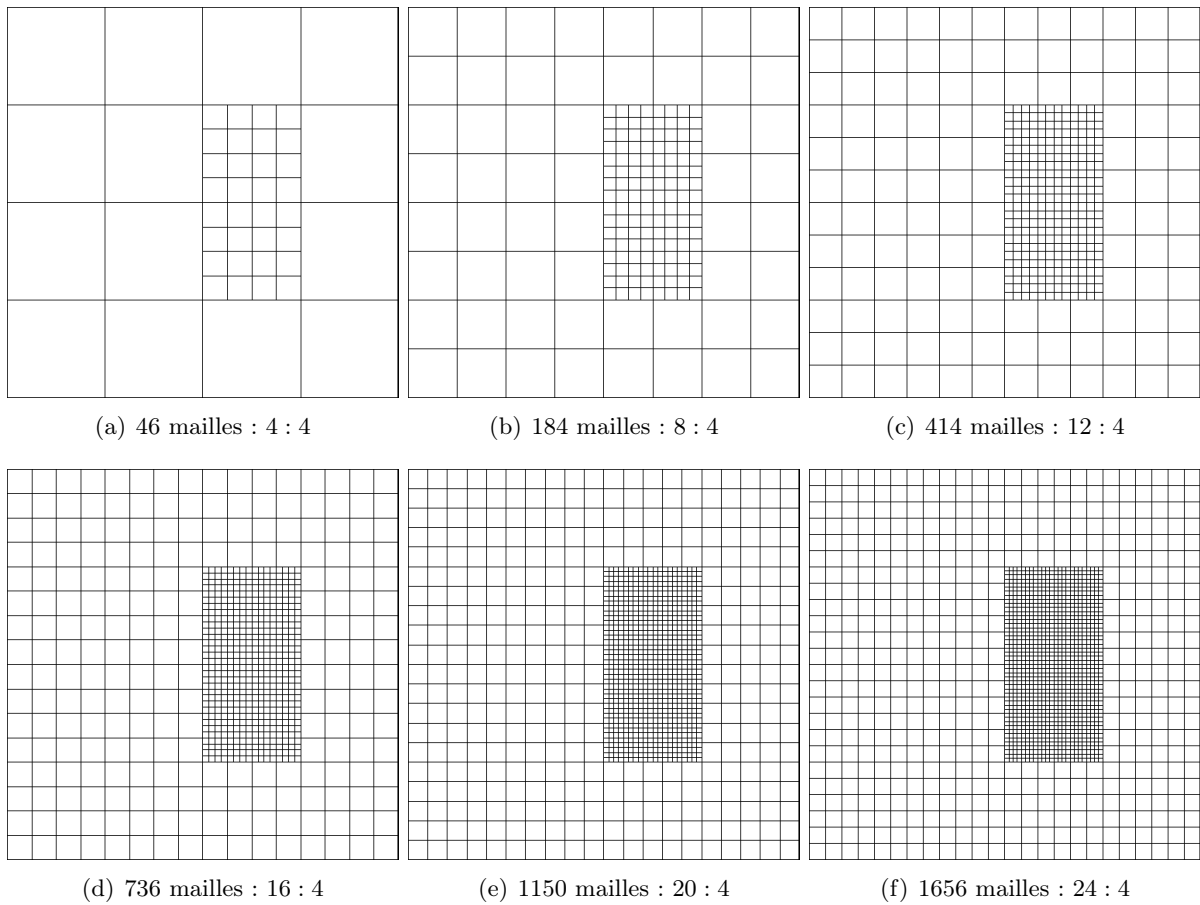 (a) 46 mailles : 4 : 4
(b) 184 mailles : 8 : 4
(c) 414 mailles : 12 : 4
(d) 736 mailles : 16 : 4
(e) 1150 mailles : 20 : 4
(f) 1656 mailles : 24 : 4